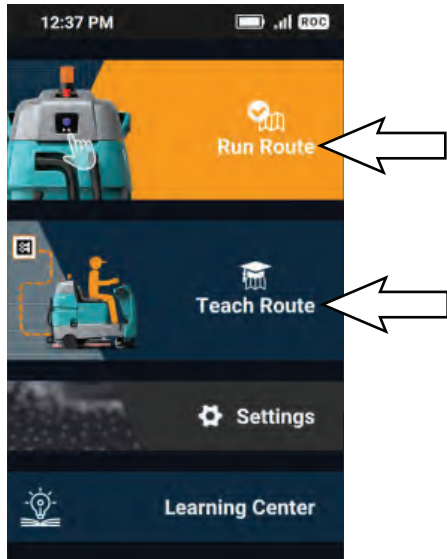 12:37 PM ROC
Run Route
Teach Route
Settings
Learning Center